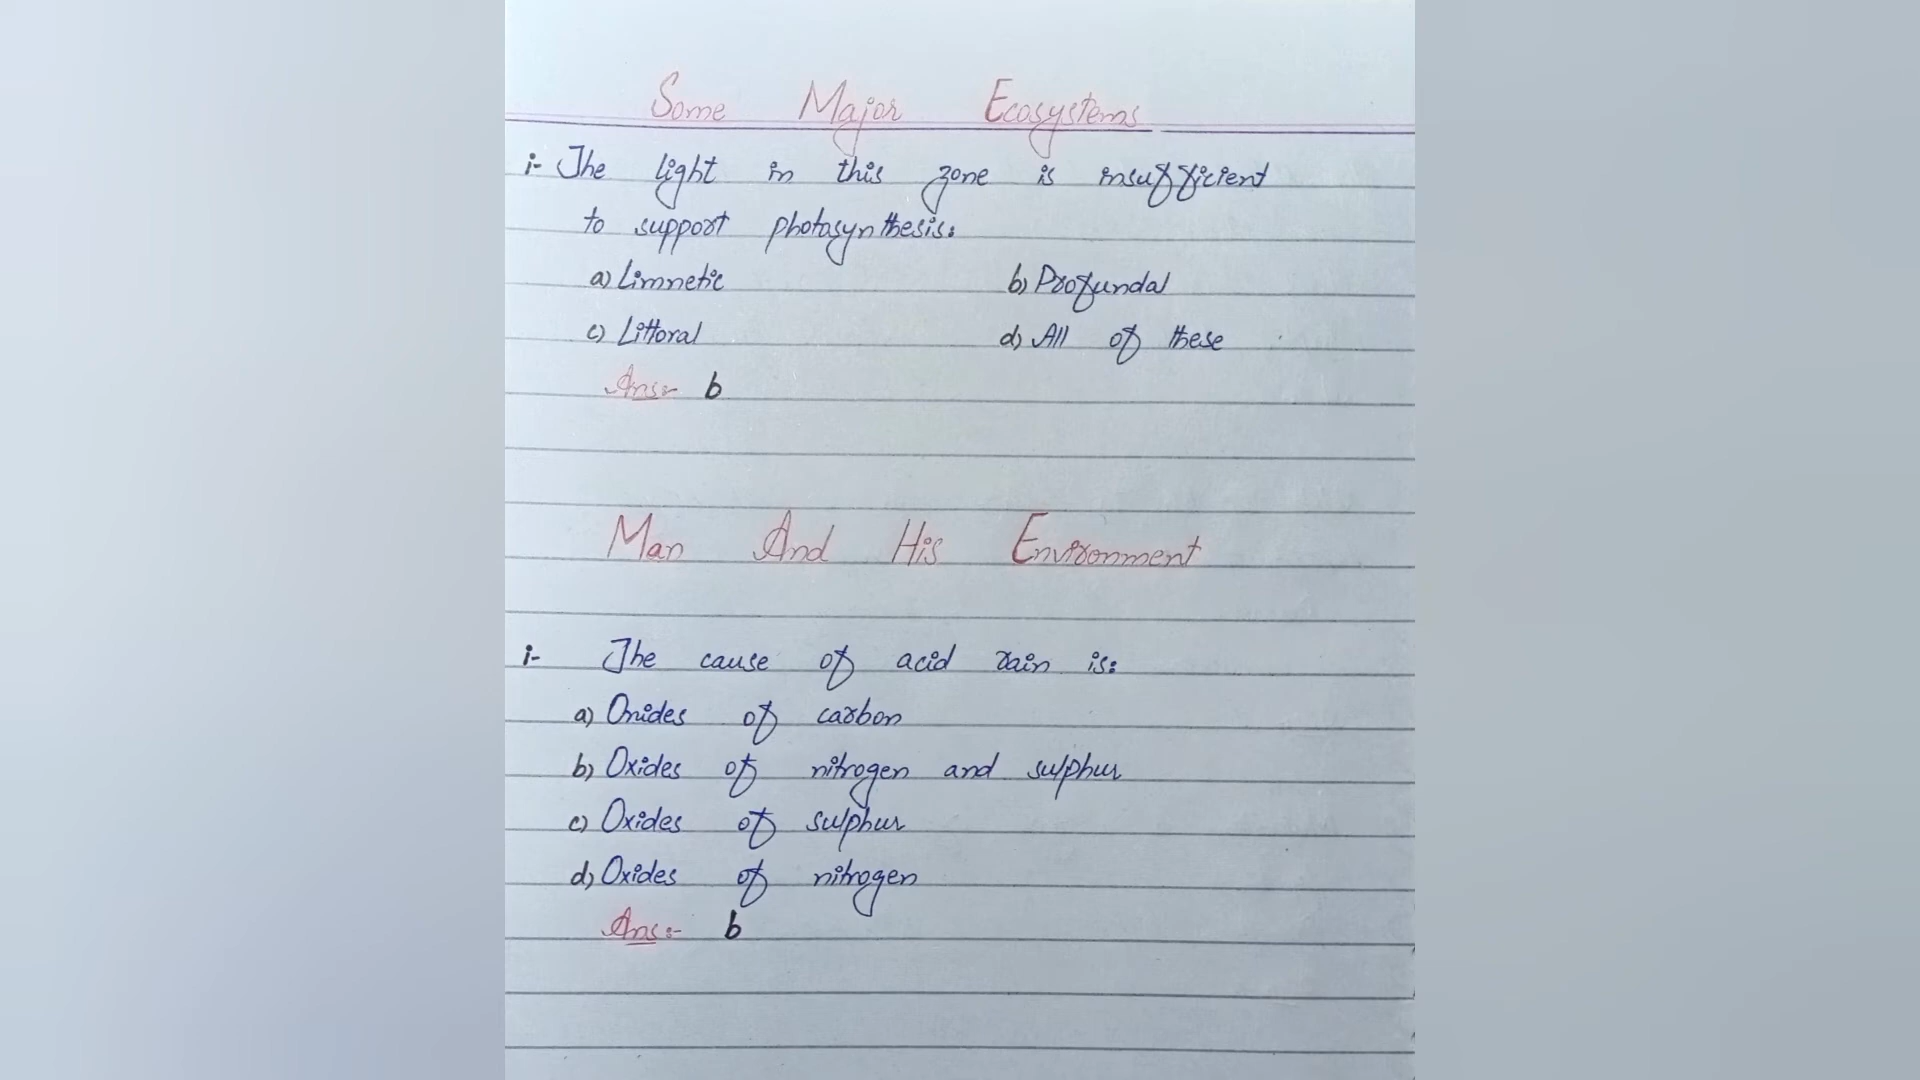 Some Major Ecosystems
i- The light in this zone is insufficient
to support photosynthesis:
a) Limnetic b) Profundal
c) Littoral d) All of these
Ans:- b
Man And His Environment
i- The cause of acid rain is:
a) Oxides of carbon
b) Oxides of nitrogen and sulphur
c) Oxides of sulphur
d) Oxides of nitrogen
Ans:- b